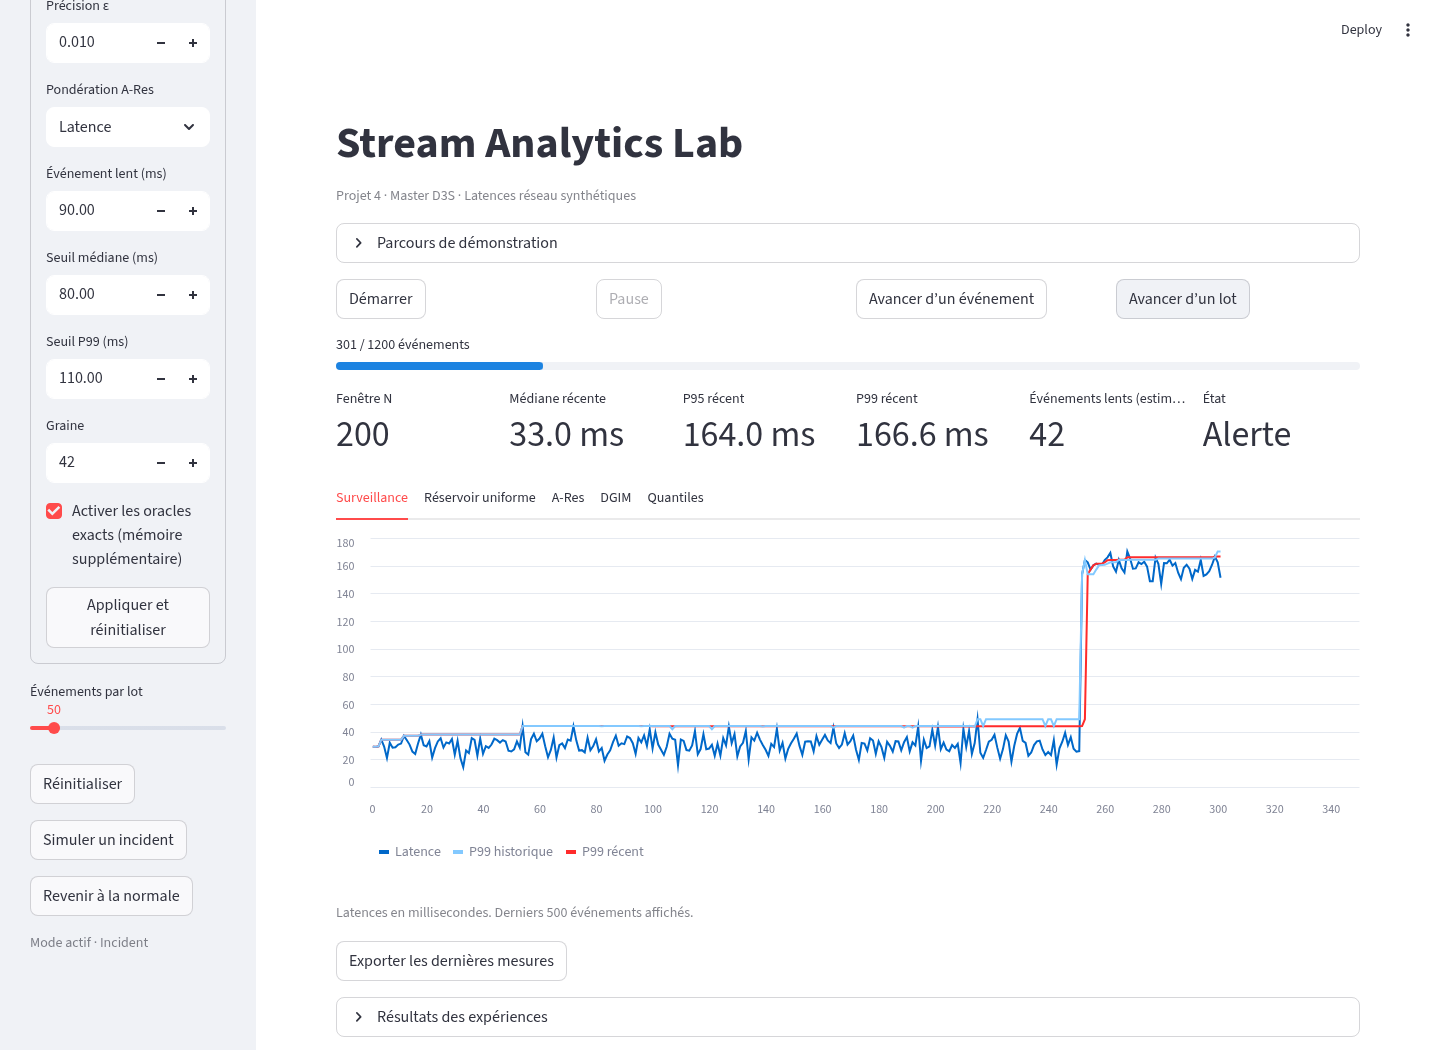 Précision ε
0.010
Pondération A-Res
Latence
Événement lent (ms)
90.00
Seuil médiane (ms)
80.00
Seuil P99 (ms)
110.00
Graine
42
Activer les oracles
exacts (mémoire
supplémentaire)
Appliquer et
réinitialiser
Événements par lot
50
Réinitialiser
Simuler un incident
Revenir à la normale
Mode actif · Incident
Deploy
Stream Analytics Lab
Projet 4 · Master D3S · Latences réseau synthétiques
Parcours de démonstration
Démarrer Pause Avancer d’un événement Avancer d’un lot
301 / 1200 événements
Fenêtre N Médiane récente P95 récent P99 récent Événements lents (estim… État
200 33.0 ms 164.0 ms 166.6 ms 42 Alerte
Surveillance Réservoir uniforme A-Res DGIM Quantiles
180
160
140
120
100
80
60
40
20
0
0 20 40 60 80 100 120 140 160 180 200 220 240 260 280 300 320 340
Latence P99 historique P99 récent
Latences en millisecondes. Derniers 500 événements affichés.
Exporter les dernières mesures
Résultats des expériences